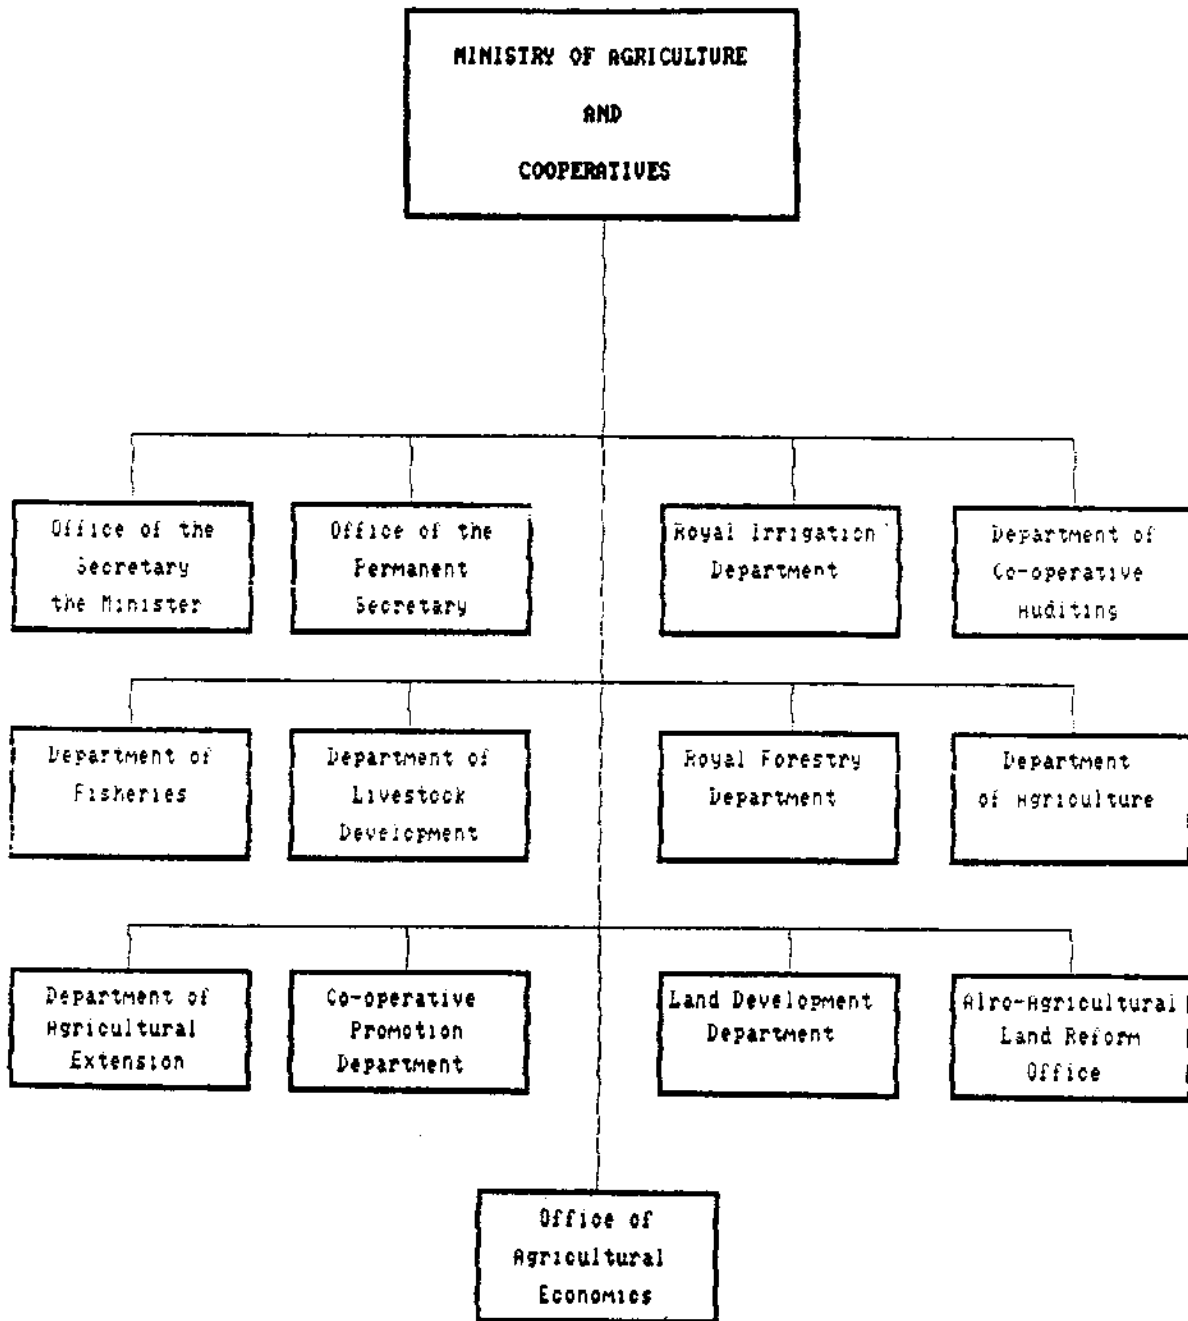 MINISTRY OF AGRICULTURE
AND
COOPERATIVES
Office of the
Secretary
the Minister
Office of the
Permanent
Secretary
Royal Irrigation
Department
Department of
Co-operative
Auditing
Department of
Fisheries
Department of
Livestock
Development
Royal Forestry
Department
Department
of Agriculture
Department of
Agricultural
Extension
Co-operative
Promotion
Department
Land Development
Department
Alro-Agricultural
Land Reform
Office
Office of
Agricultural
Economics